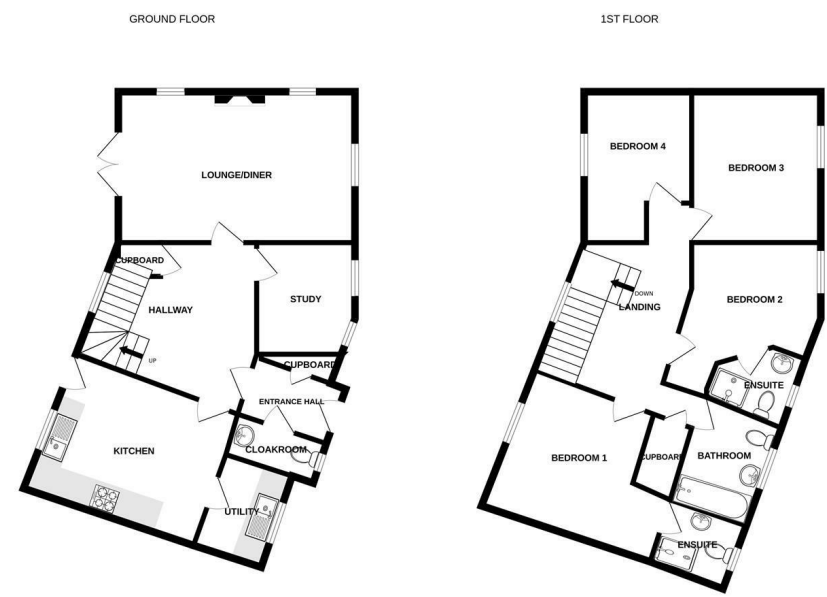 GROUND FLOOR
LOUNGE/DINER
CUPBOARD
STUDY
HALLWAY
UP
CUPBOARD
ENTRANCE HALL
CLOAKROOM
KITCHEN
UTILITY
1ST FLOOR
BEDROOM 4
BEDROOM 3
DOWN
BEDROOM 2
LANDING
ENSUITE
BEDROOM 1
CUPBOARD
BATHROOM
ENSUITE